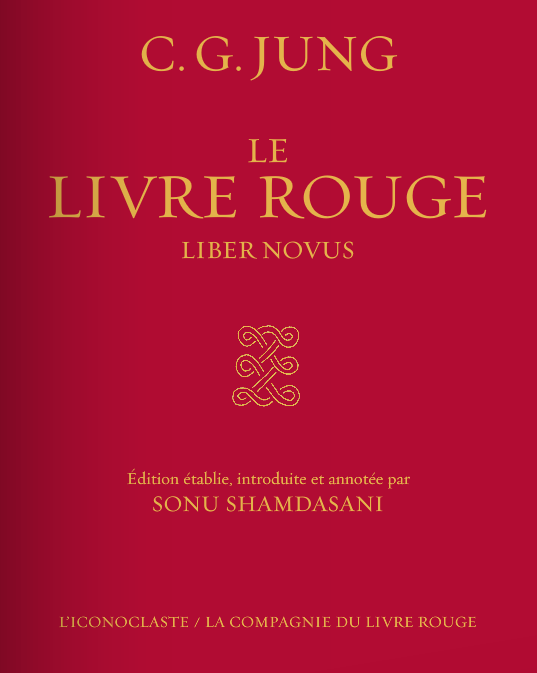 C. G. JUNG
LE
LIVRE ROUGE
LIBER NOVUS
Édition établie, introduite et annotée par
SONU SHAMDASANI
L'ICONOCLASTE / LA COMPAGNIE DU LIVRE ROUGE